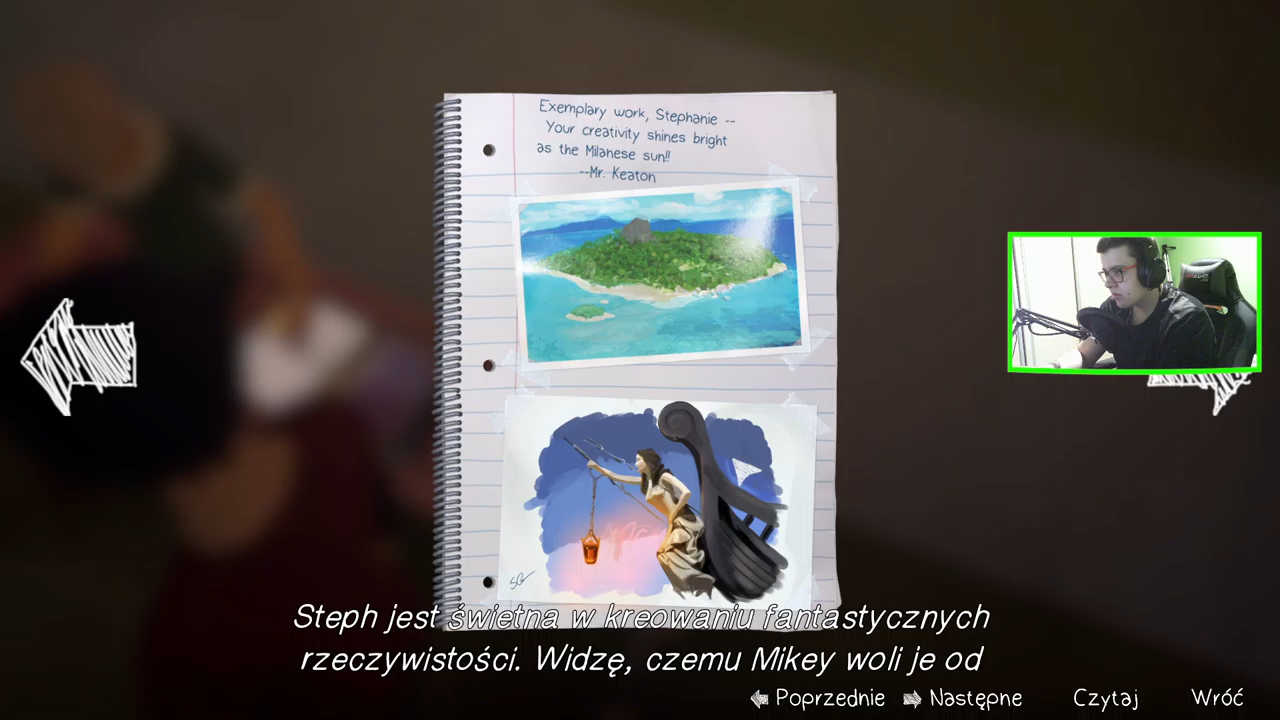 Exemplary work, Stephanie --
Your creativity shines bright
as the Milanese sun!!
--Mr. Keaton
SG
Steph jest świetna w kreowaniu fantastycznych
rzeczywistości. Widzę, czemu Mikey woli je od
Poprzednie Następne Czytaj Wróć